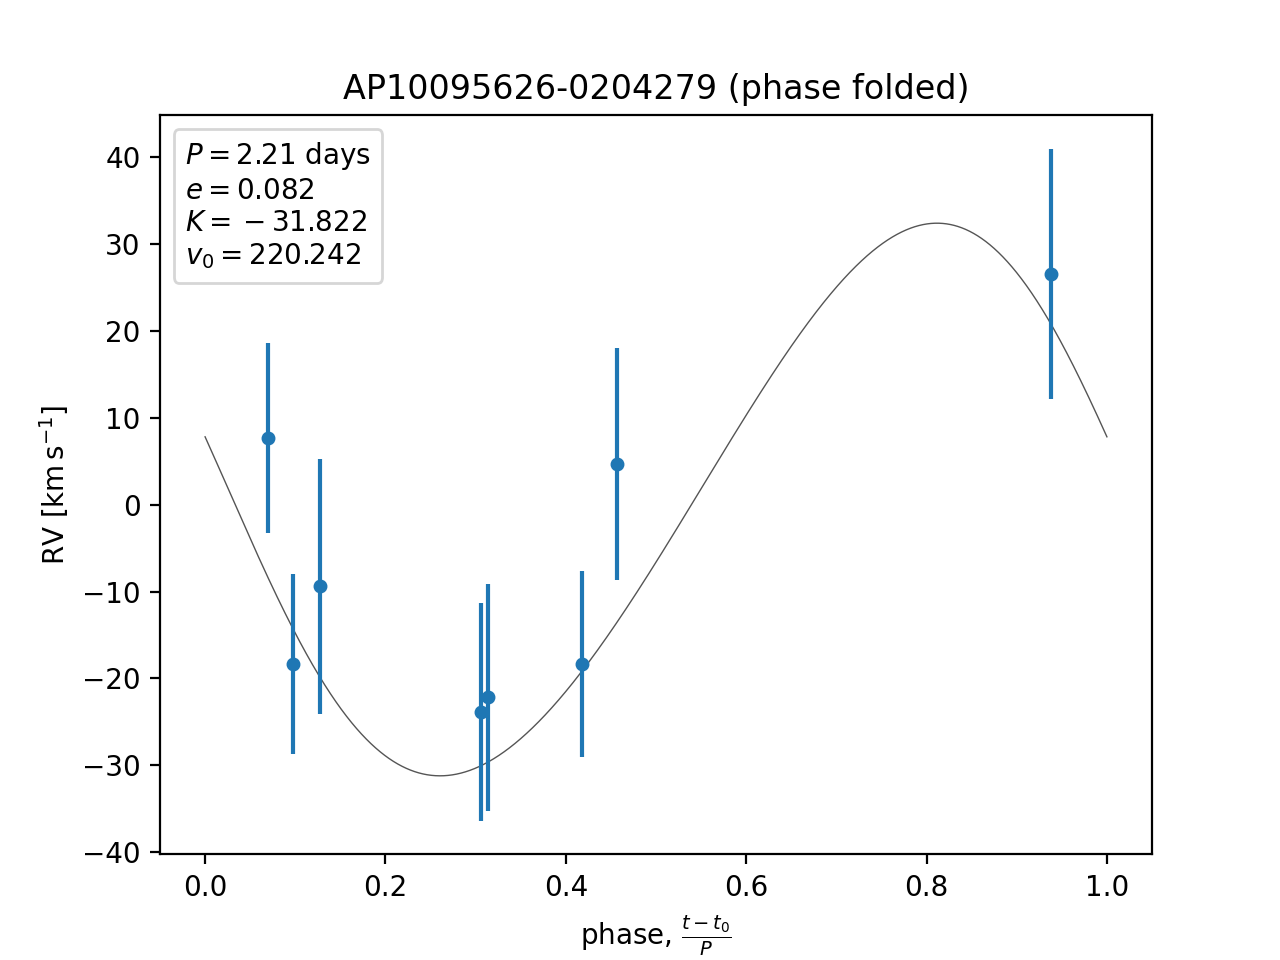 AP10095626-0204279 (phase folded)
P = 2.21 days
e = 0.082
K = −31.822
v₀ = 220.242
RV [km s⁻¹]
40
30
20
10
0
−10
−20
−30
−40
0.0 0.2 0.4 0.6 0.8 1.0
phase, (t − t₀)/P